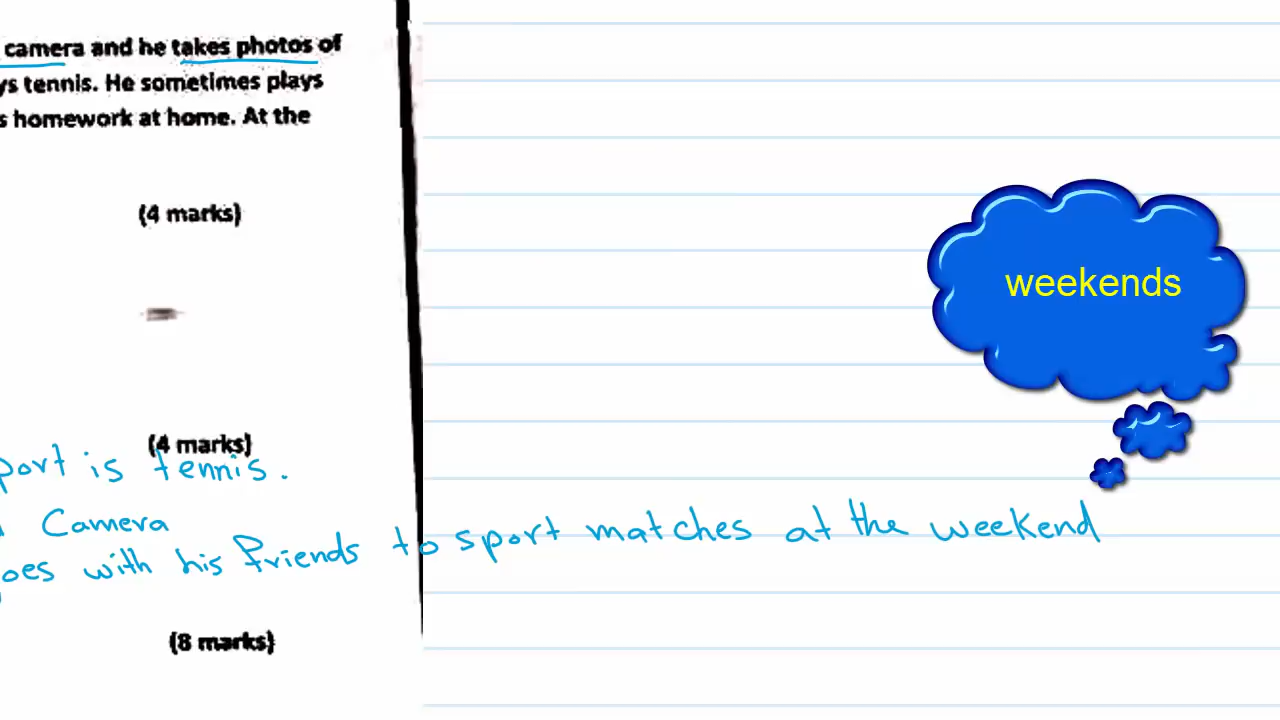 camera and he takes photos of
ys tennis. He sometimes plays
s homework at home. At the
(4 marks)
weekends
(4 marks)
port is tennis.
Camera
goes with his friends to sport matches at the weekend
(8 marks)